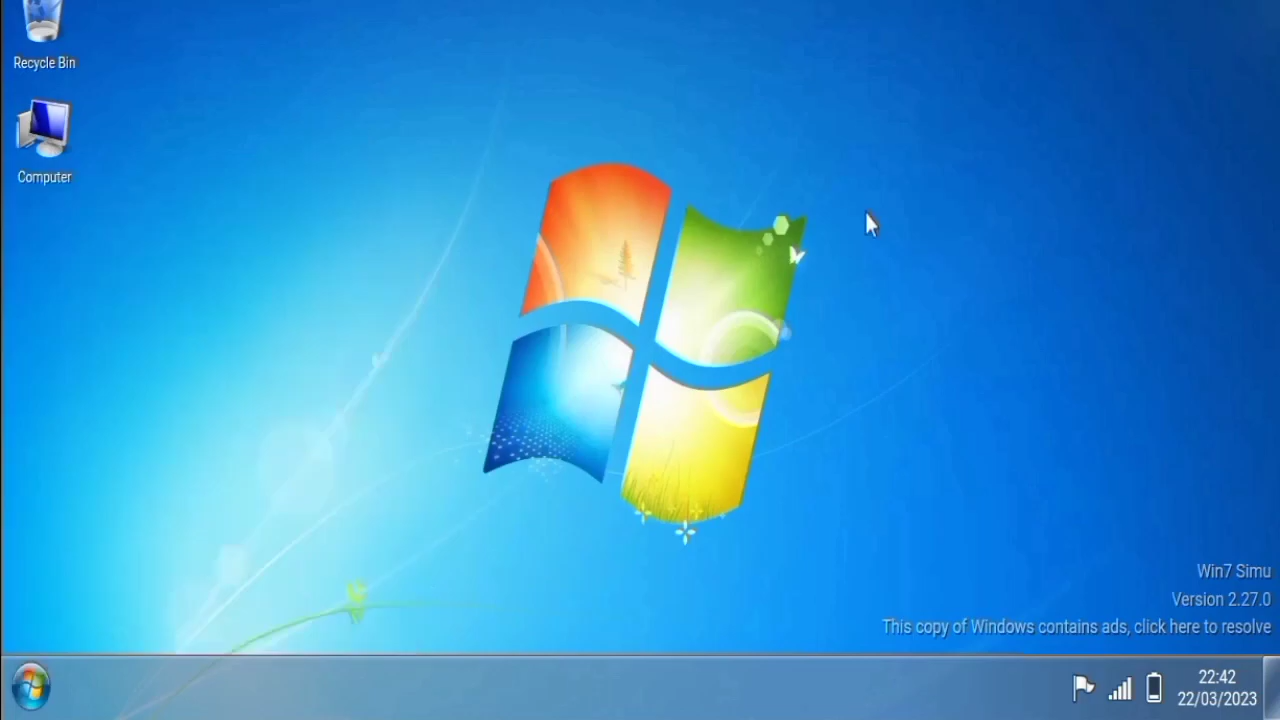 Recycle Bin
Computer
Win7 Simu
Version 2.27.0
This copy of Windows contains ads, click here to resolve
22:42
22/03/2023